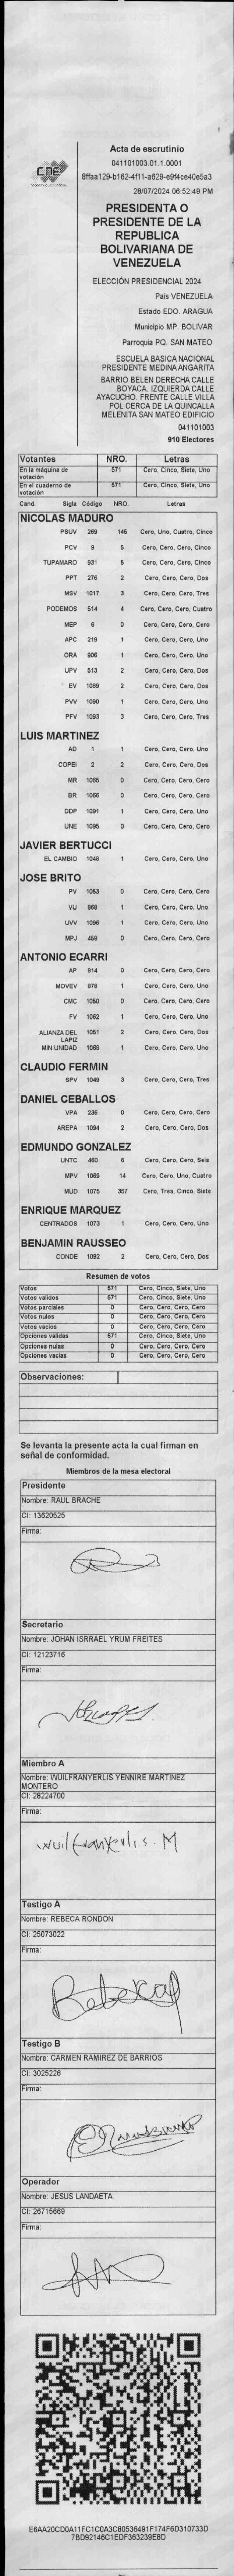 CNE
Acta de escrutinio
041101003.01.1.0001
8ffaa129-b162-4f11-a629-e9f4ce40e5a3
28/07/2024 06:52:49 PM
PRESIDENTA O
PRESIDENTE DE LA
REPUBLICA
BOLIVARIANA DE
VENEZUELA
ELECCIÓN PRESIDENCIAL 2024
Pais VENEZUELA
Estado EDO. ARAGUA
Municipio MP. BOLIVAR
Parroquia PQ. SAN MATEO
ESCUELA BASICA NACIONAL
PRESIDENTE MEDINA ANGARITA
BARRIO BELEN DERECHA CALLE
BOYACA. IZQUIERDA CALLE
AYACUCHO. FRENTE CALLE VILLA
POL CERCA DE LA QUINCALLA
MELENITA SAN MATEO EDIFICIO
041101003
910 Electores
Votantes NRO. Letras
En la máquina de votación 571 Cero, Cinco, Siete, Uno
En el cuaderno de votación 571 Cero, Cinco, Siete, Uno
Cand. Sigla Código NRO. Letras
NICOLAS MADURO
PSUV 269 145 Cero, Uno, Cuatro, Cinco
PCV 9 5 Cero, Cero, Cero, Cinco
TUPAMARO 931 5 Cero, Cero, Cero, Cinco
PPT 276 2 Cero, Cero, Cero, Dos
MSV 1017 3 Cero, Cero, Cero, Tres
PODEMOS 514 4 Cero, Cero, Cero, Cuatro
MEP 6 0 Cero, Cero, Cero, Cero
APC 219 1 Cero, Cero, Cero, Uno
ORA 906 1 Cero, Cero, Cero, Uno
UPV 513 2 Cero, Cero, Cero, Dos
EV 1089 2 Cero, Cero, Cero, Dos
PVV 1090 1 Cero, Cero, Cero, Uno
PFV 1093 3 Cero, Cero, Cero, Tres
LUIS MARTINEZ
AD 1 1 Cero, Cero, Cero, Uno
COPEI 2 2 Cero, Cero, Cero, Dos
MR 1065 0 Cero, Cero, Cero, Cero
BR 1066 0 Cero, Cero, Cero, Cero
DDP 1091 1 Cero, Cero, Cero, Uno
UNE 1095 0 Cero, Cero, Cero, Cero
JAVIER BERTUCCI
EL CAMBIO 1048 1 Cero, Cero, Cero, Uno
JOSE BRITO
PV 1053 0 Cero, Cero, Cero, Cero
VU 868 1 Cero, Cero, Cero, Uno
UVV 1096 1 Cero, Cero, Cero, Uno
MPJ 458 0 Cero, Cero, Cero, Cero
ANTONIO ECARRI
AP 814 0 Cero, Cero, Cero, Cero
MOVEV 878 1 Cero, Cero, Cero, Uno
CMC 1050 0 Cero, Cero, Cero, Cero
FV 1062 1 Cero, Cero, Cero, Uno
ALIANZA DEL LAPIZ 1051 2 Cero, Cero, Cero, Dos
MIN UNIDAD 1068 1 Cero, Cero, Cero, Uno
CLAUDIO FERMIN
SPV 1049 3 Cero, Cero, Cero, Tres
DANIEL CEBALLOS
VPA 236 0 Cero, Cero, Cero, Cero
AREPA 1094 2 Cero, Cero, Cero, Dos
EDMUNDO GONZALEZ
UNTC 460 6 Cero, Cero, Cero, Seis
MPV 1069 14 Cero, Cero, Uno, Cuatro
MUD 1075 357 Cero, Tres, Cinco, Siete
ENRIQUE MARQUEZ
CENTRADOS 1073 1 Cero, Cero, Cero, Uno
BENJAMIN RAUSSEO
CONDE 1092 2 Cero, Cero, Cero, Dos
Resumen de votos
Votos 571 Cero, Cinco, Siete, Uno
Votos validos 571 Cero, Cinco, Siete, Uno
Votos parciales 0 Cero, Cero, Cero, Cero
Votos nulos 0 Cero, Cero, Cero, Cero
Votos vacios 0 Cero, Cero, Cero, Cero
Opciones validas 571 Cero, Cinco, Siete, Uno
Opciones nulas 0 Cero, Cero, Cero, Cero
Opciones vacias 0 Cero, Cero, Cero, Cero
Observaciones:
Se levanta la presente acta la cual firman en
señal de conformidad.
Miembros de la mesa electoral
Presidente
Nombre: RAUL BRACHE
CI: 13620525
Firma:
Secretario
Nombre: JOHAN ISRRAEL YRUM FREITES
CI: 12123716
Firma:
Miembro A
Nombre: WUILFRANYERLIS YENNIRE MARTINEZ
MONTERO
CI: 28224700
Firma:
wuilfranyerlis. M
Testigo A
Nombre: REBECA RONDON
CI: 25073022
Firma:
Rebeca
Testigo B
Nombre: CARMEN RAMIREZ DE BARRIOS
CI: 3025226
Firma:
Operador
Nombre: JESUS LANDAETA
CI: 26715669
Firma:
E6AA20CD0A11FC1C0A3C80536491F174F6D310733D
7BD92146C1EDF363239E8D